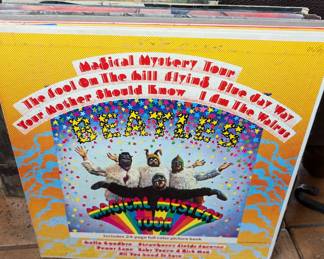 Magical Mystery Tour
The Fool On The Hill Flying Blue Jay Way
Your Mother Should Know I Am The Walrus
BEATLES
MAGICAL MYSTERY
TOUR
Includes 24-page full color picture book
Hello Goodbye Strawberry Fields Forever
Penny Lane Baby You're A Rich Man
All You Need Is Love